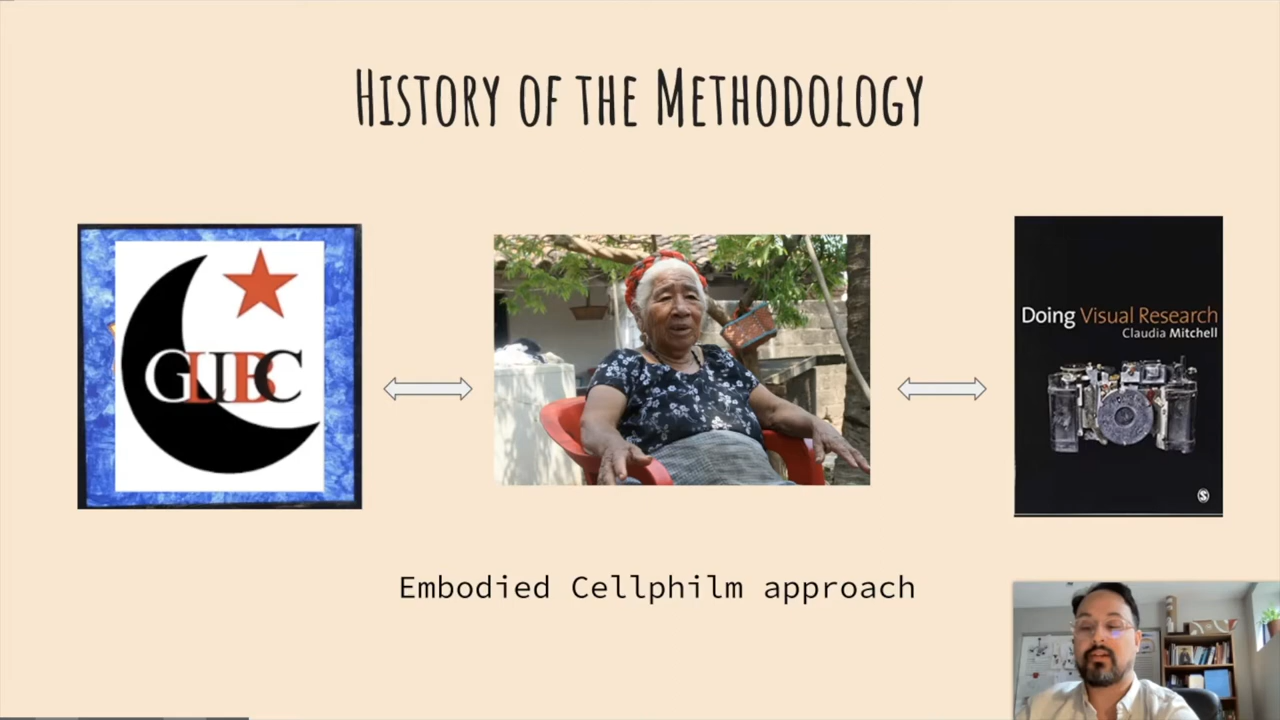 History of the Methodology
GUBC
Doing Visual Research
Claudia Mitchell
Embodied Cellphilm approach